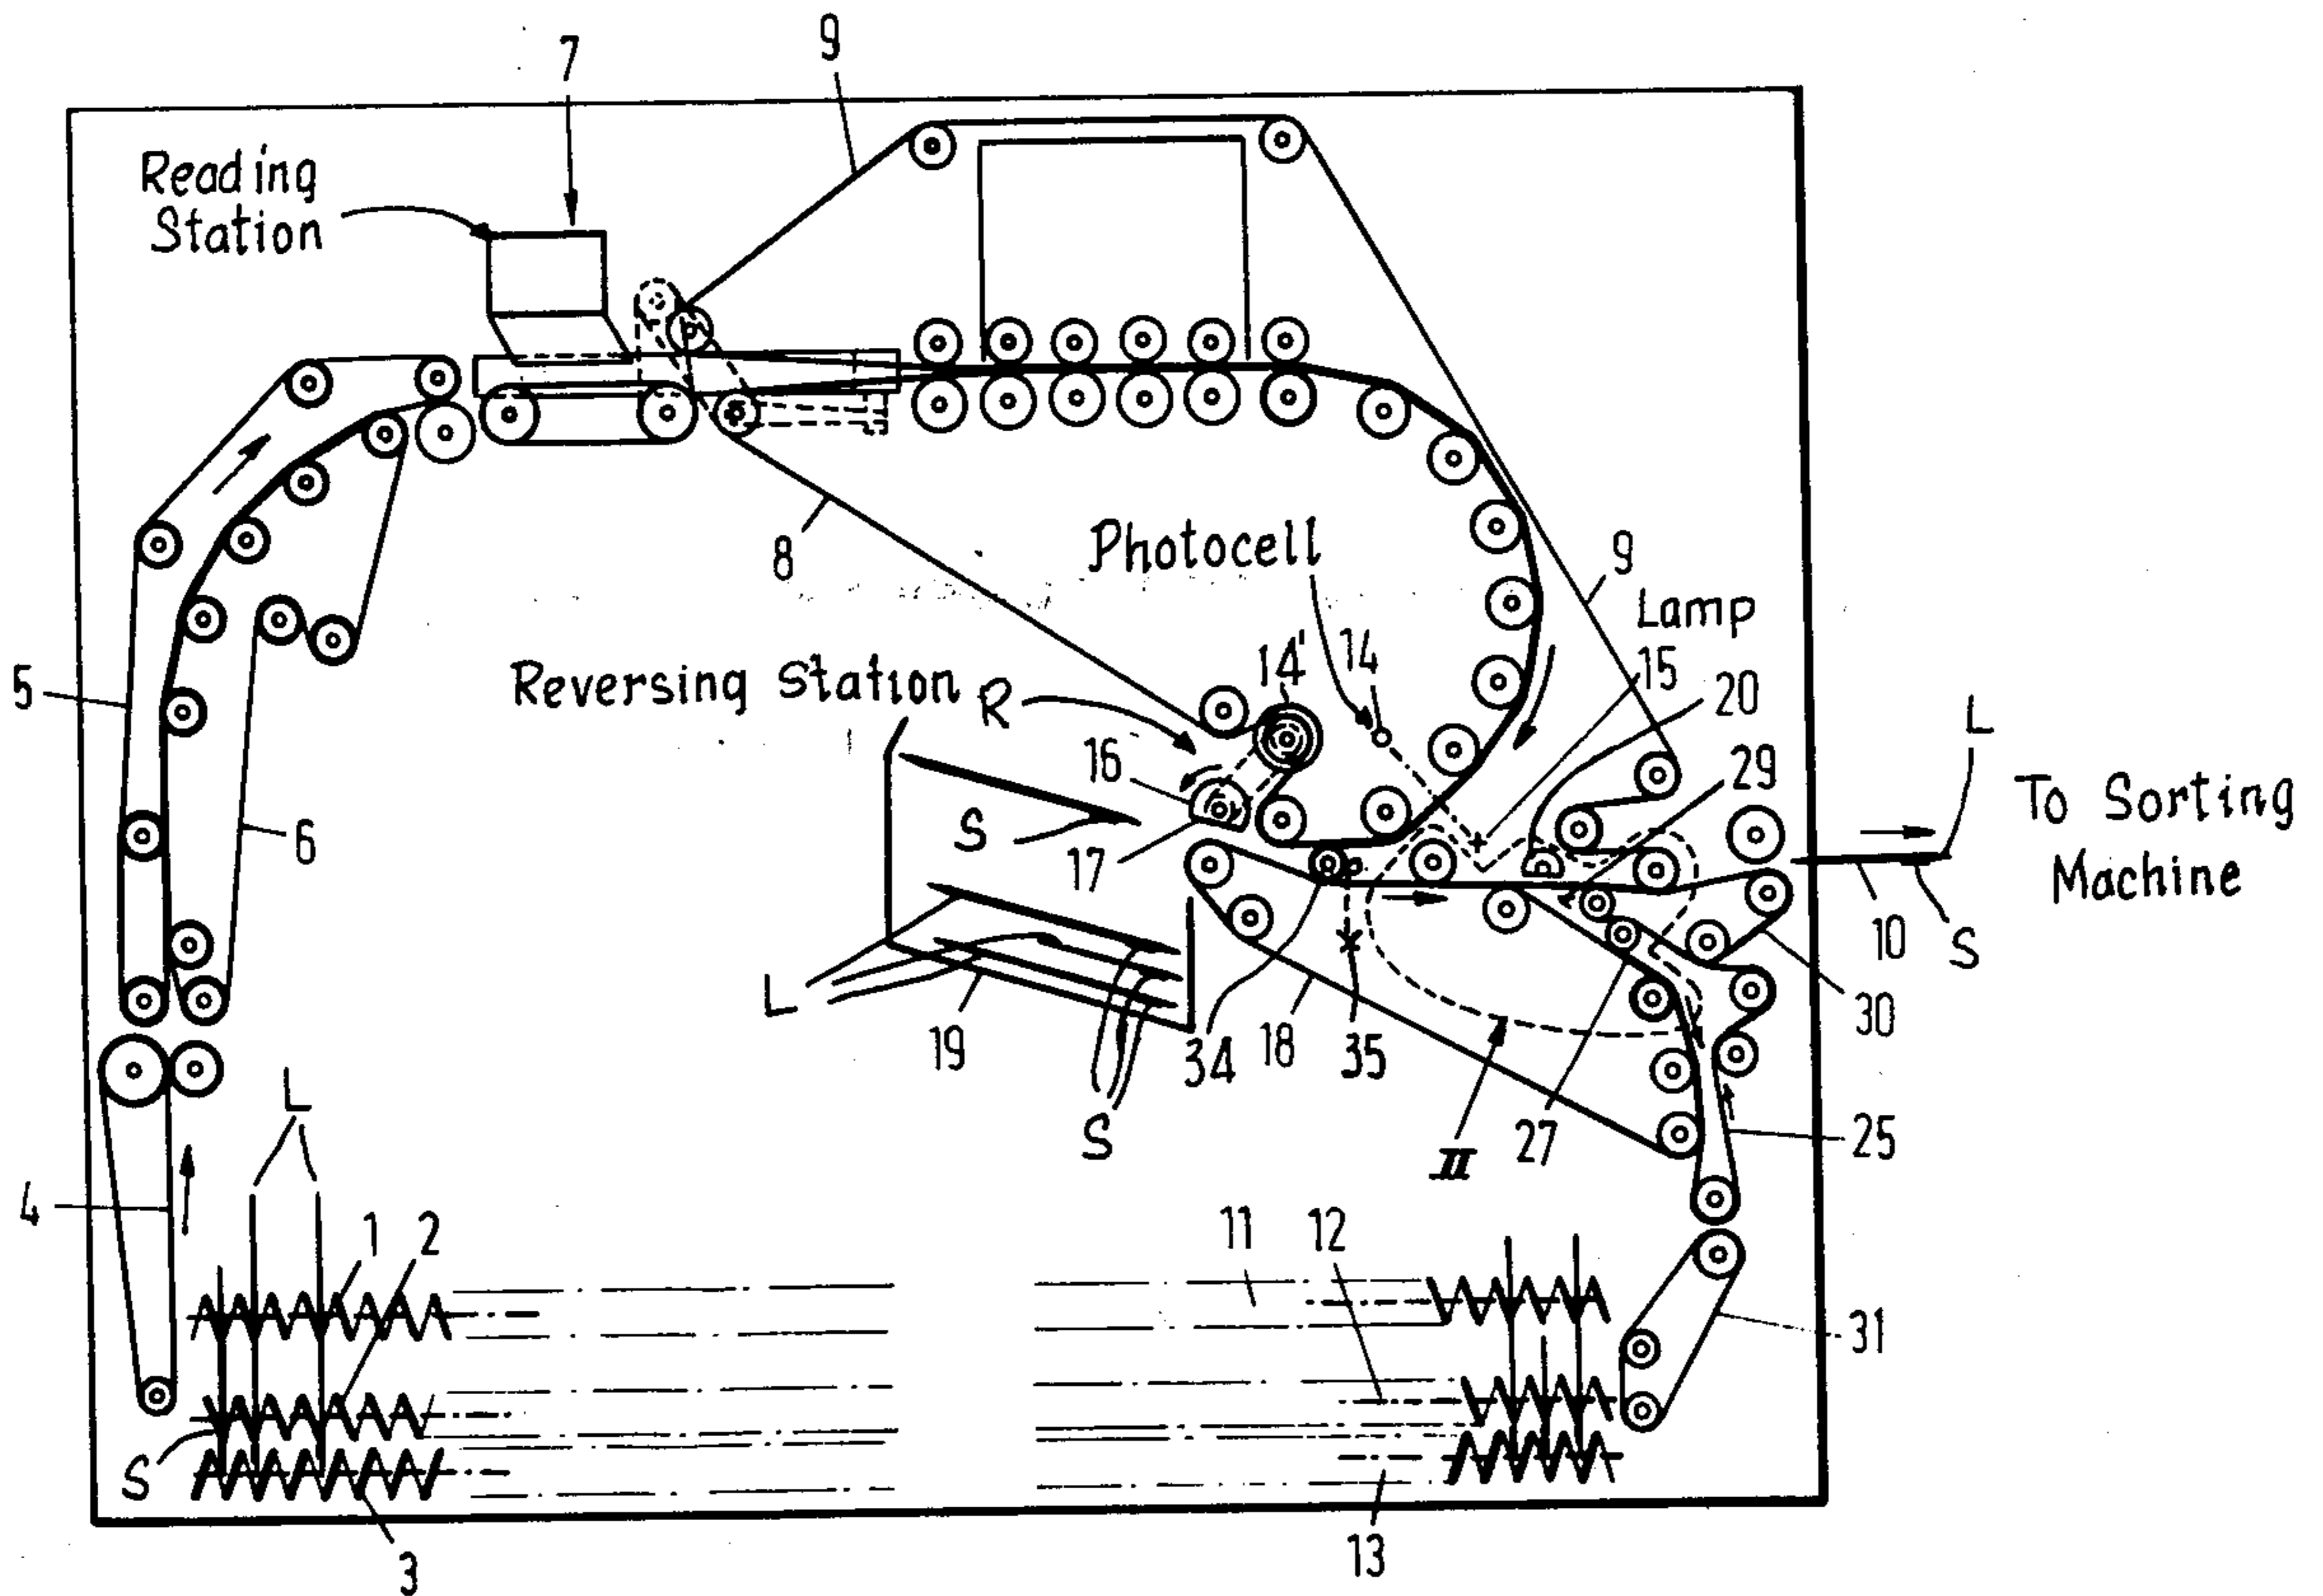 9
7
Reading
Station
Photocell
8
9
Lamp
5
Reversing Station R
14'
14
15
20
L
16
29
To Sorting
Machine
6
S
17
10
S
L
19
34
18
35
30
S
II
27
25
L
4
1
2
11
12
31
S
3
13